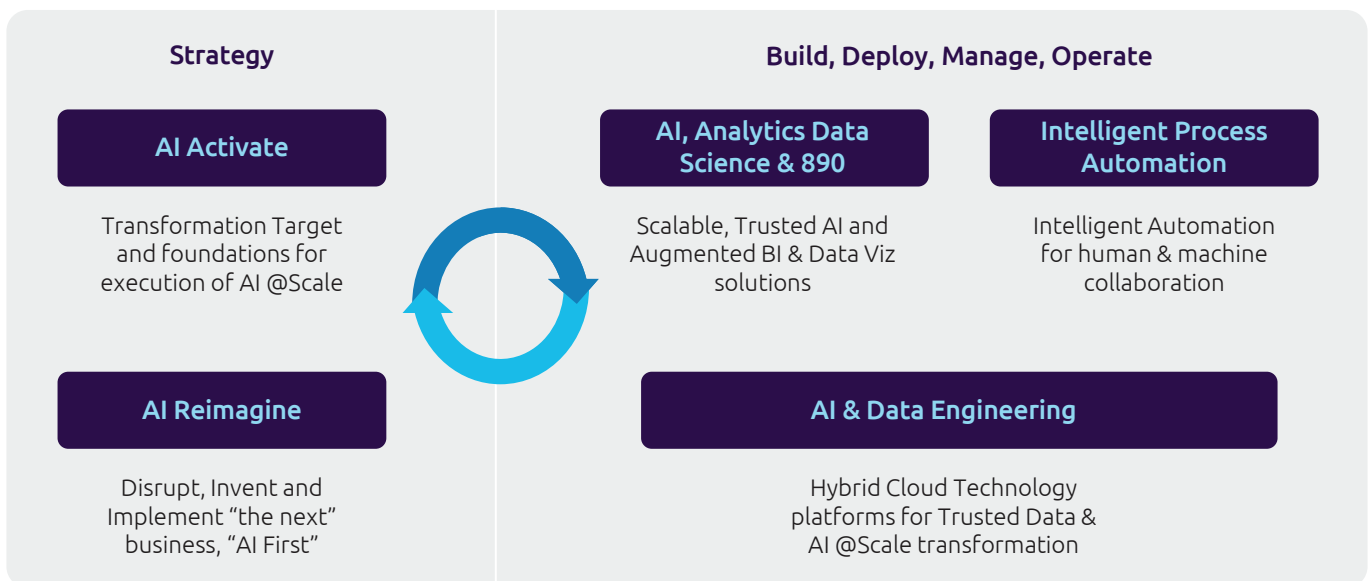 Strategy
AI Activate
Transformation Target
and foundations for
execution of AI @Scale
AI Reimagine
Disrupt, Invent and
Implement “the next”
business, “AI First”
Build, Deploy, Manage, Operate
AI, Analytics Data
Science & 890
Scalable, Trusted AI and
Augmented BI & Data Viz
solutions
Intelligent Process
Automation
Intelligent Automation
for human & machine
collaboration
AI & Data Engineering
Hybrid Cloud Technology
platforms for Trusted Data &
AI @Scale transformation